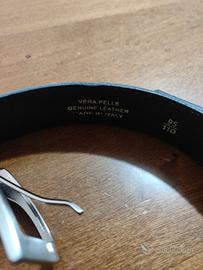 VERA PELLE
GENUINE LEATHER
MADE IN ITALY
95
110